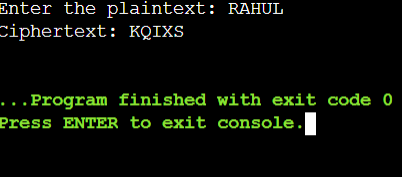 Enter the plaintext: RAHUL
Ciphertext: KQIXS
...Program finished with exit code 0
Press ENTER to exit console.